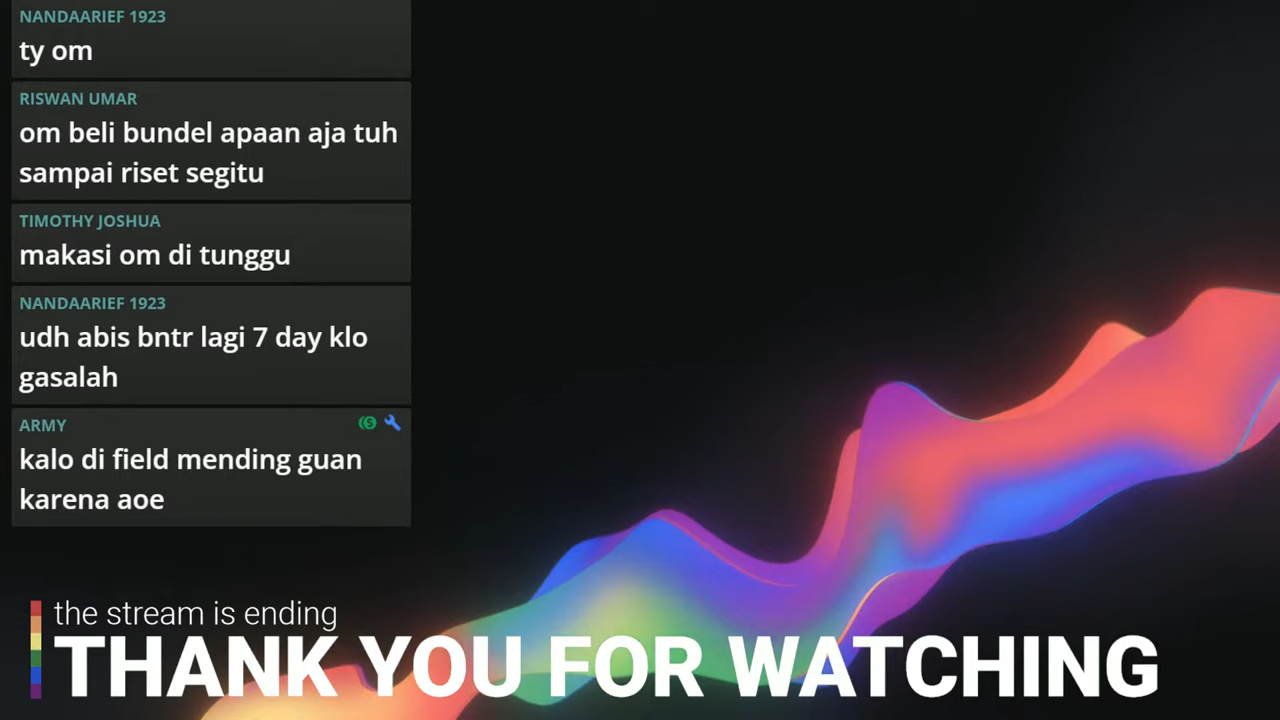 NANDAARIEF 1923
ty om
RISWAN UMAR
om beli bundel apaan aja tuh
sampai riset segitu
TIMOTHY JOSHUA
makasi om di tunggu
NANDAARIEF 1923
udh abis bntr lagi 7 day klo
gasalah
ARMY
kalo di field mending guan
karena aoe
the stream is ending
THANK YOU FOR WATCHING